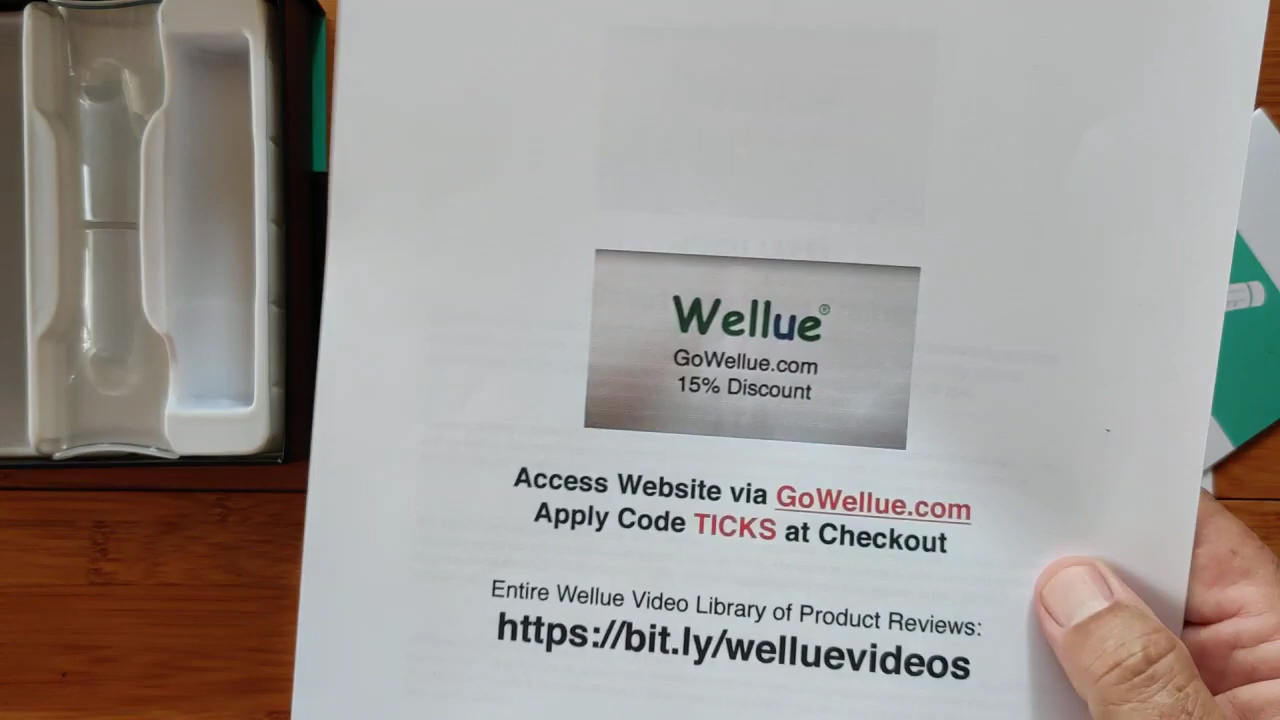 Wellue®
GoWellue.com
15% Discount
Access Website via GoWellue.com
Apply Code TICKS at Checkout
Entire Wellue Video Library of Product Reviews:
https://bit.ly/welluevideos